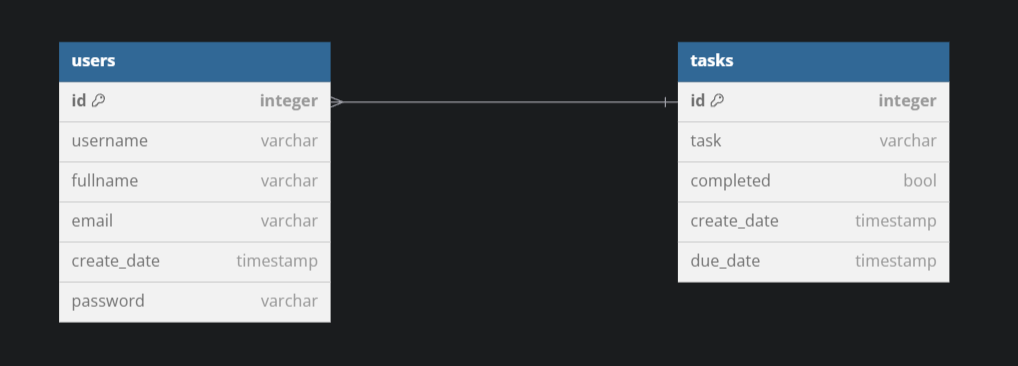 users
id integer
username varchar
fullname varchar
email varchar
create_date timestamp
password varchar
tasks
id integer
task varchar
completed bool
create_date timestamp
due_date timestamp